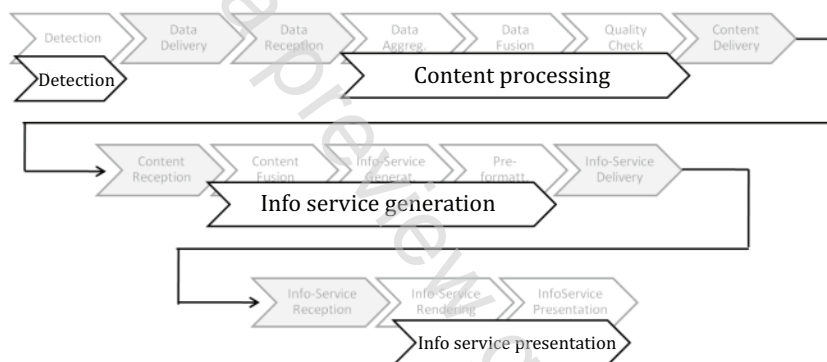 Detection
Data
Delivery
Data
Reception
Data
Aggreg.
Data
Fusion
Quality
Check
Content
Delivery
Detection
Content processing
Content
Reception
Content
Fusion
Info-Service
Generat.
Pre-
formatt.
Info-Service
Delivery
Info service generation
Info-Service
Reception
Info-Service
Rendering
InfoService
Presentation
Info service presentation
a preview